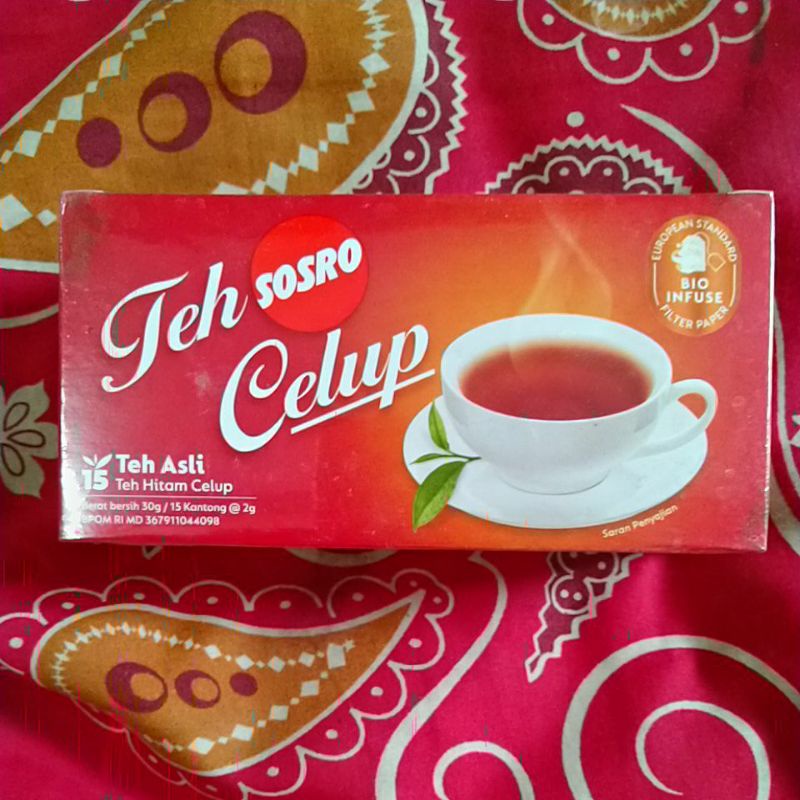 Teh SOSRO
Celup
EUROPEAN STANDARD
BIO
INFUSE
FILTER PAPER
15 Teh Asli
Teh Hitam Celup
Berat bersih 30g / 15 Kantong @ 2g
BPOM RI MD 367911044098
Saran Penyajian